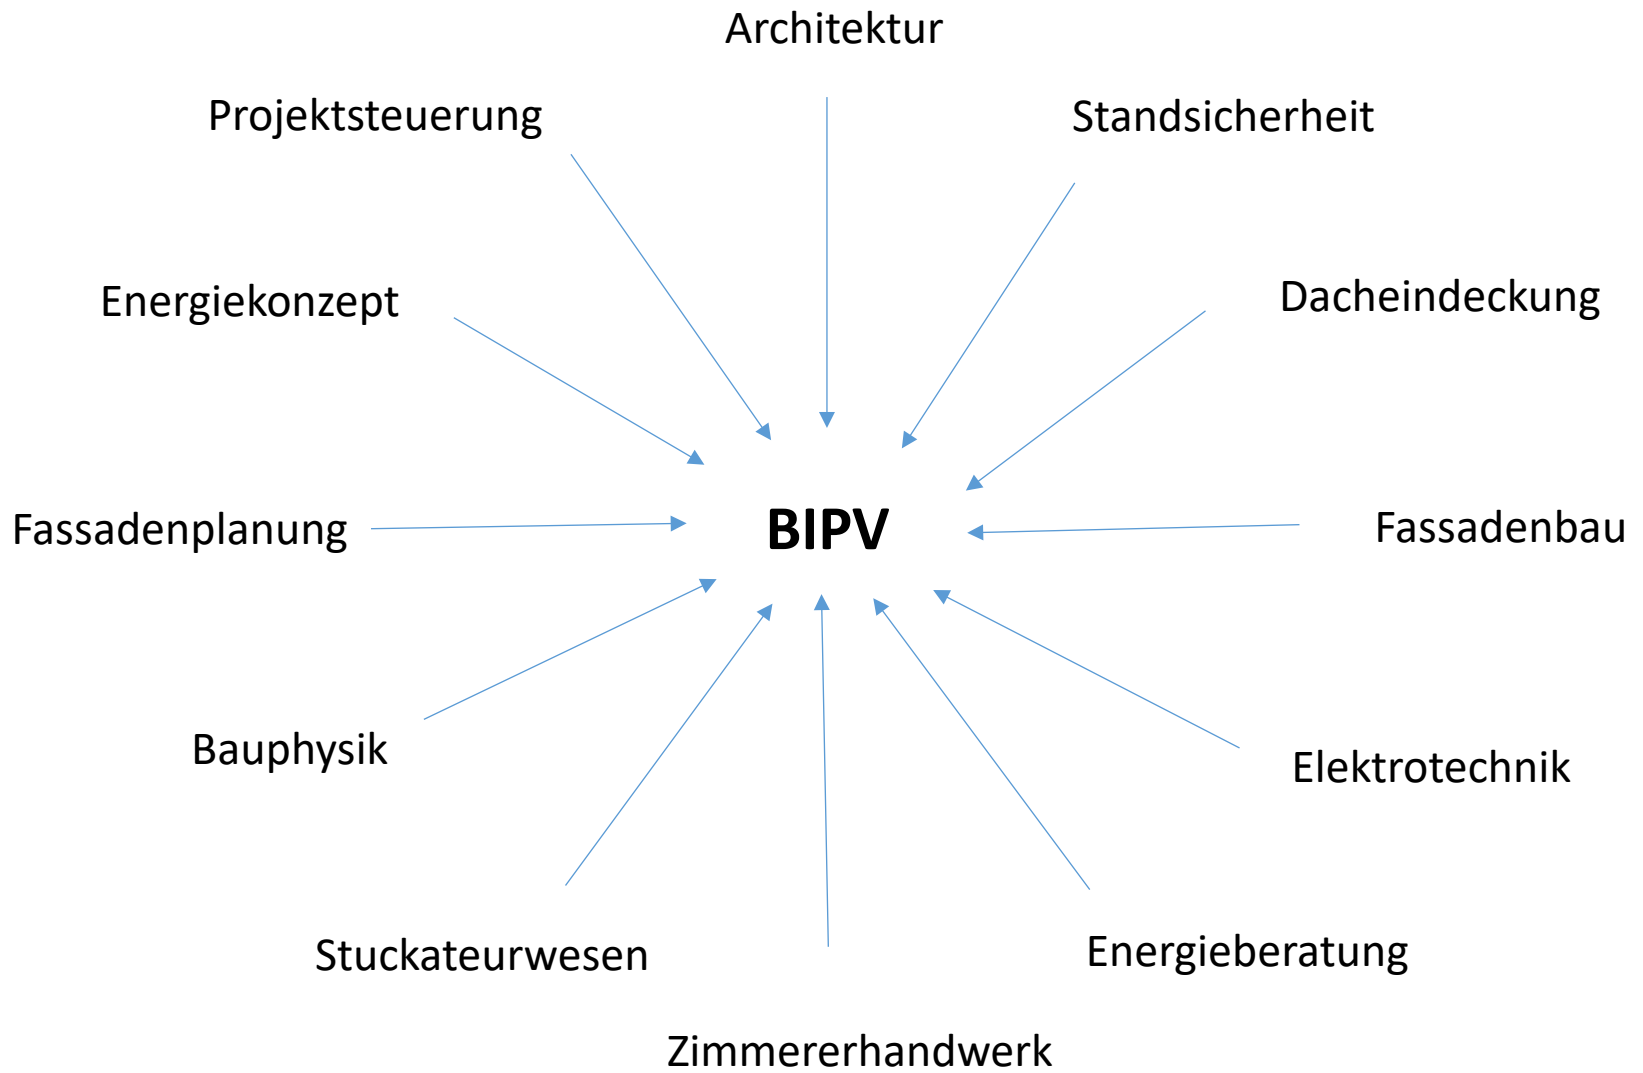 Architektur
Projektsteuerung
Standsicherheit
Energiekonzept
Dacheindeckung
Fassadenplanung
BIPV
Fassadenbau
Bauphysik
Elektrotechnik
Stuckateurwesen
Energieberatung
Zimmererhandwerk